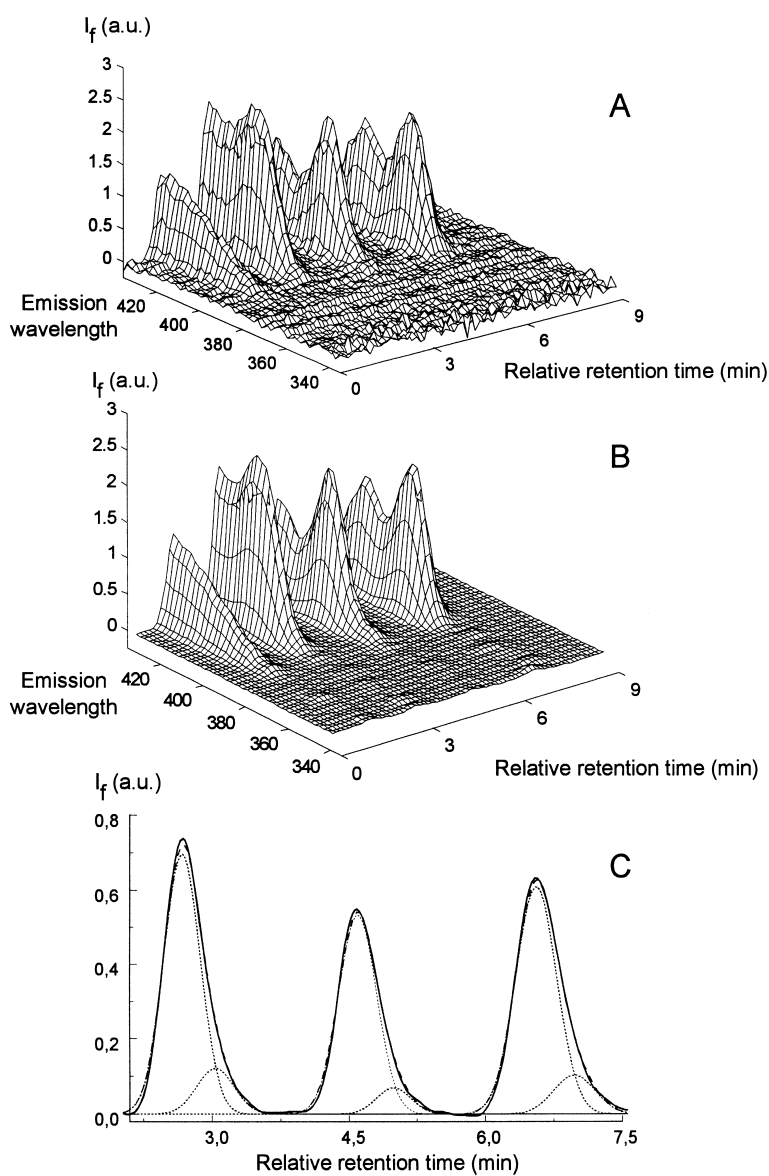 I_f (a.u.)
A
3
2.5
2
1.5
1
0.5
0
Emission
wavelength
420
400
380
360
340
0
3
6
9
Relative retention time (min)
I_f (a.u.)
B
3
2.5
2
1.5
1
0.5
0
Emission
wavelength
420
400
380
360
340
0
3
6
9
Relative retention time (min)
I_f (a.u.)
C
0,8
0,6
0,4
0,2
0,0
3,0 4,5 6,0 7,5
Relative retention time (min)